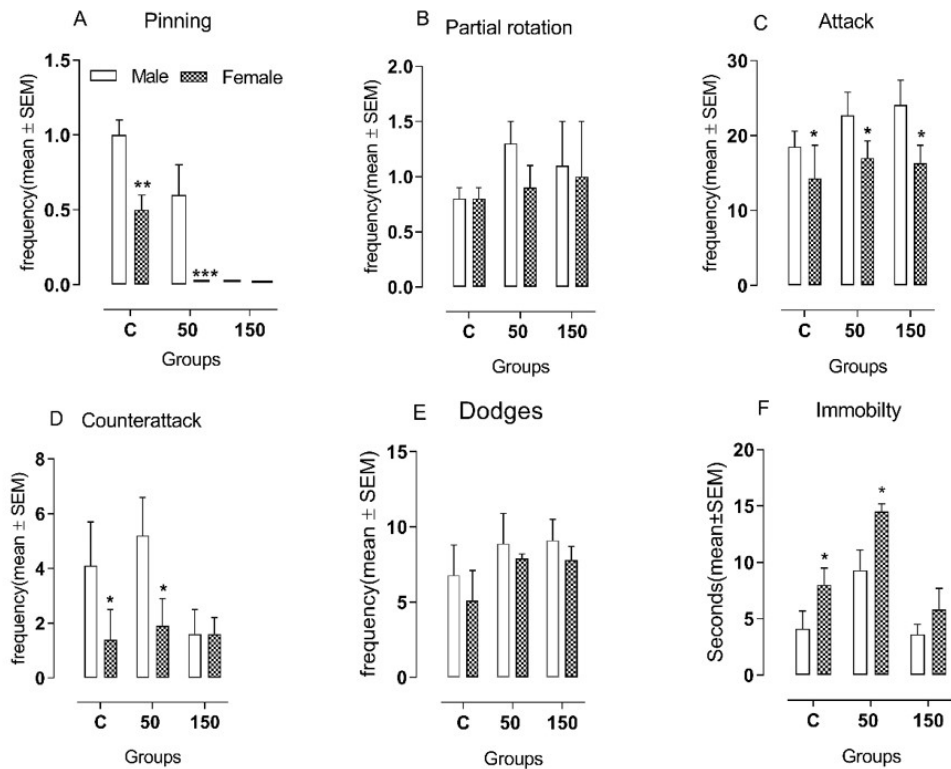 A Pinning
frequency(mean ± SEM)
1.5
1.0
0.5
0.0
Male Female
**
***
C 50 150
Groups
B Partial rotation
frequency(mean ± SEM)
2.0
1.5
1.0
0.5
0.0
C 50 150
Groups
C Attack
frequency(mean ± SEM)
30
20
10
0
* * *
C 50 150
Groups
D Counterattack
frequency(mean ± SEM)
8
6
4
2
0
* *
C 50 150
Groups
E Dodges
frequency(mean ± SEM)
15
10
5
0
C 50 150
Groups
F Immobilty
Seconds(mean±SEM)
20
15
10
5
0
* *
C 50 150
Groups